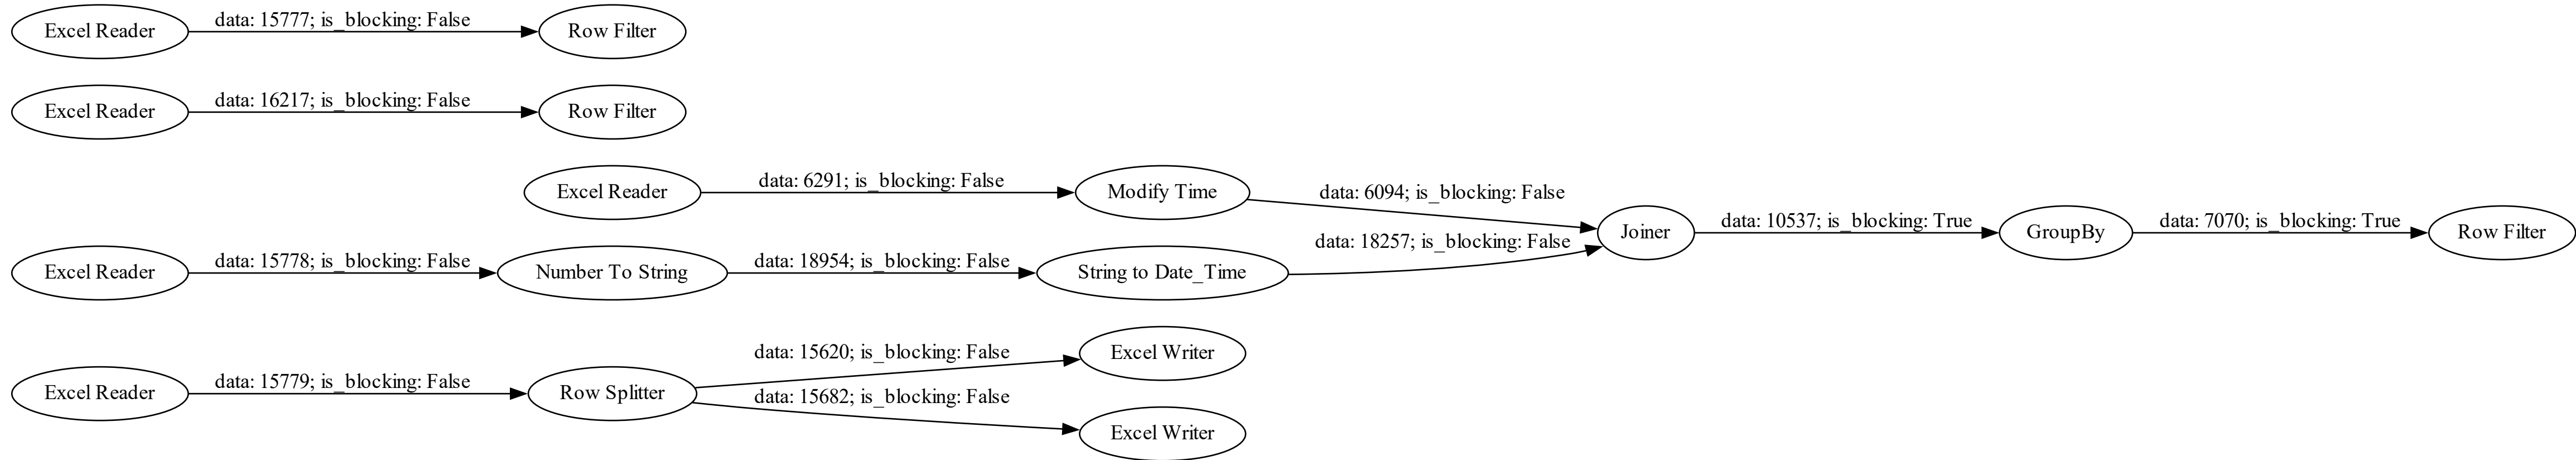 Excel Reader
data: 15777; is_blocking: False
Row Filter
Excel Reader
data: 16217; is_blocking: False
Row Filter
Excel Reader
data: 6291; is_blocking: False
Modify Time
data: 6094; is_blocking: False
Excel Reader
data: 15778; is_blocking: False
Number To String
data: 18954; is_blocking: False
String to Date_Time
data: 18257; is_blocking: False
Joiner
data: 10537; is_blocking: True
GroupBy
data: 7070; is_blocking: True
Row Filter
Excel Reader
data: 15779; is_blocking: False
Row Splitter
data: 15620; is_blocking: False
Excel Writer
data: 15682; is_blocking: False
Excel Writer